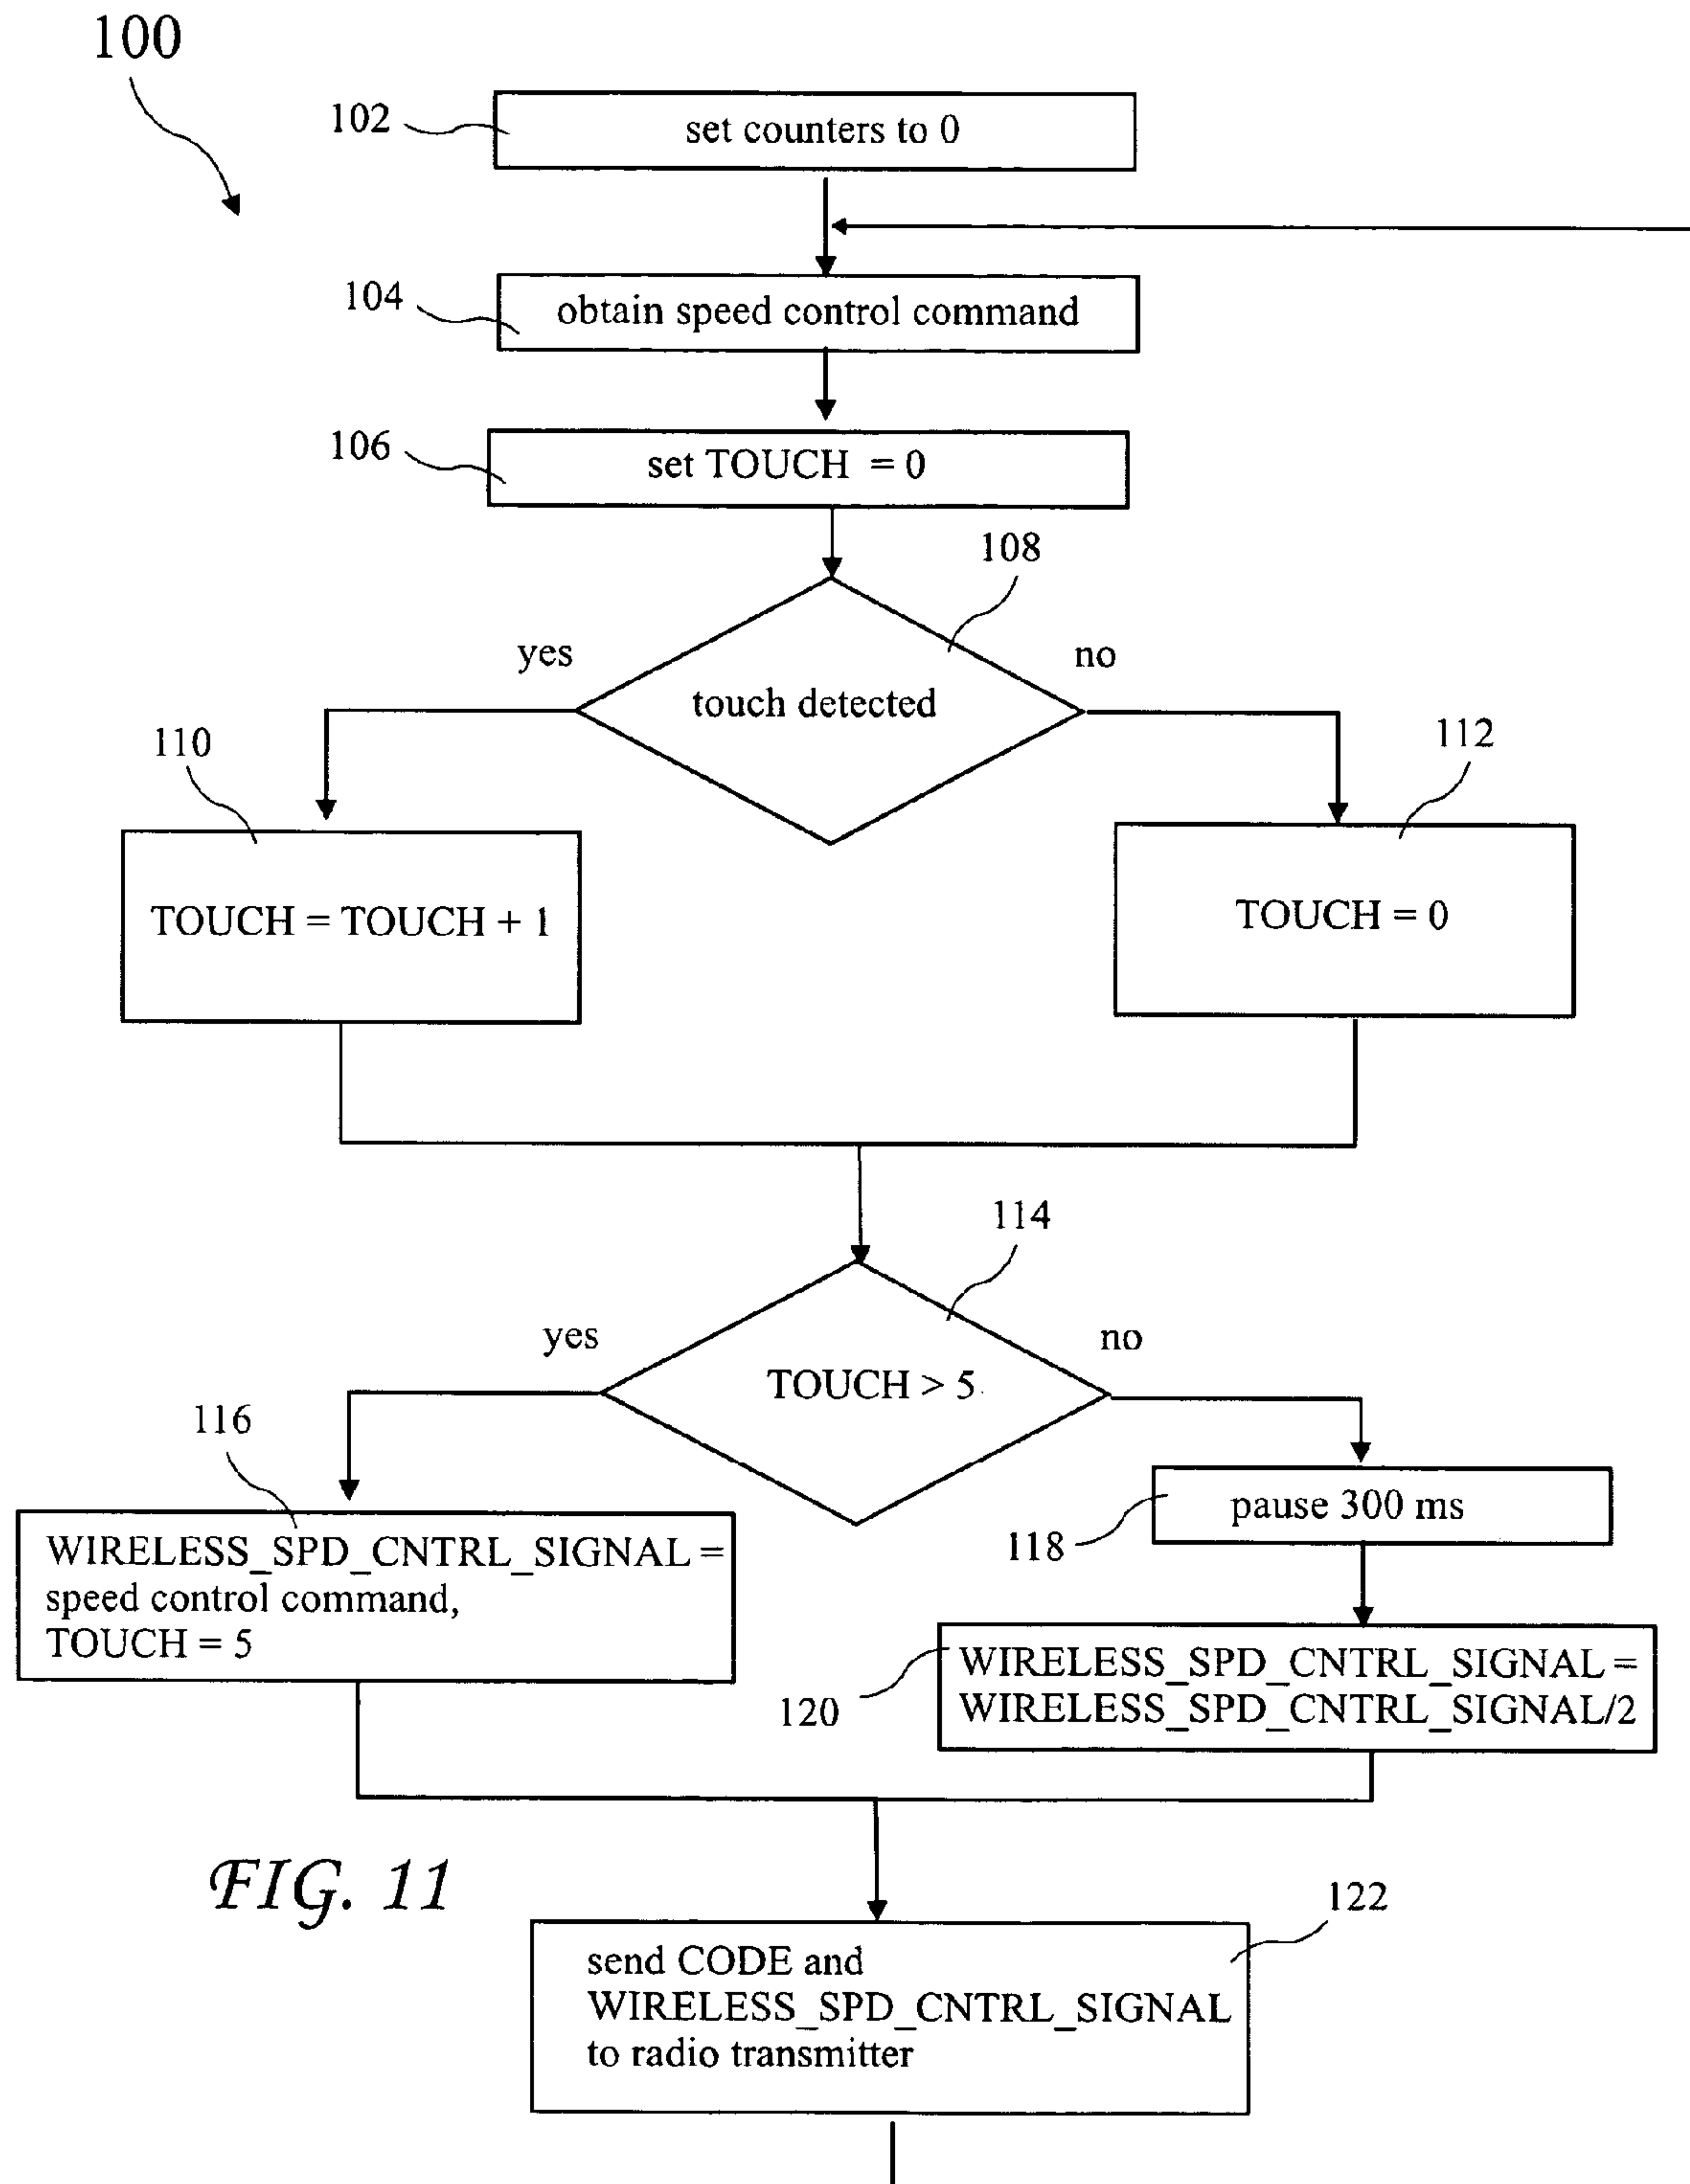 100
102
set counters to 0
104
obtain speed control command
106
set TOUCH = 0
108
yes
no
touch detected
110
112
TOUCH = TOUCH + 1
TOUCH = 0
114
yes
no
TOUCH > 5
116
118
pause 300 ms
WIRELESS_SPD_CNTRL_SIGNAL =
speed control command,
TOUCH = 5
120
WIRELESS_SPD_CNTRL_SIGNAL =
WIRELESS_SPD_CNTRL_SIGNAL/2
FIG. 11
122
send CODE and
WIRELESS_SPD_CNTRL_SIGNAL
to radio transmitter